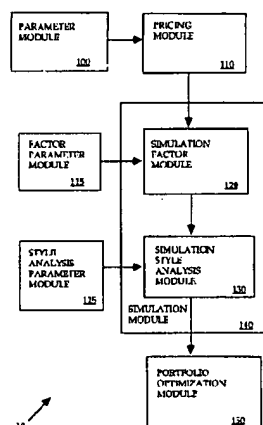 PARAMETER
MODULE
100
PRICING
MODULE
110
FACTOR
PARAMETER
MODULE
115
SIMULATION
FACTOR
MODULE
120
STYLE
ANALYSIS
PARAMETER
MODULE
125
SIMULATION
STYLE
ANALYSIS
MODULE
130
SIMULATION
MODULE
140
PORTFOLIO
OPTIMIZATION
MODULE
150